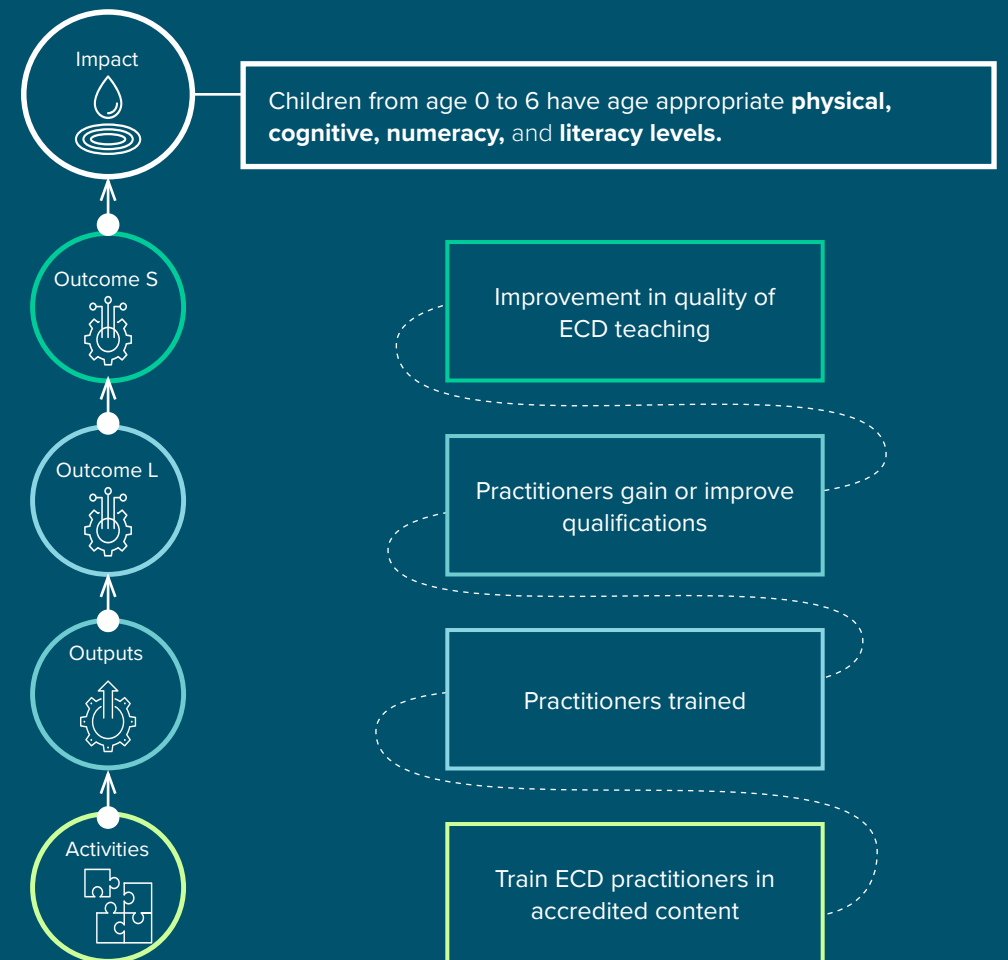 Impact
Children from age 0 to 6 have age appropriate physical,
cognitive, numeracy, and literacy levels.
Outcome S
Improvement in quality of
ECD teaching
Outcome L
Practitioners gain or improve
qualifications
Outputs
Practitioners trained
Activities
Train ECD practitioners in
accredited content